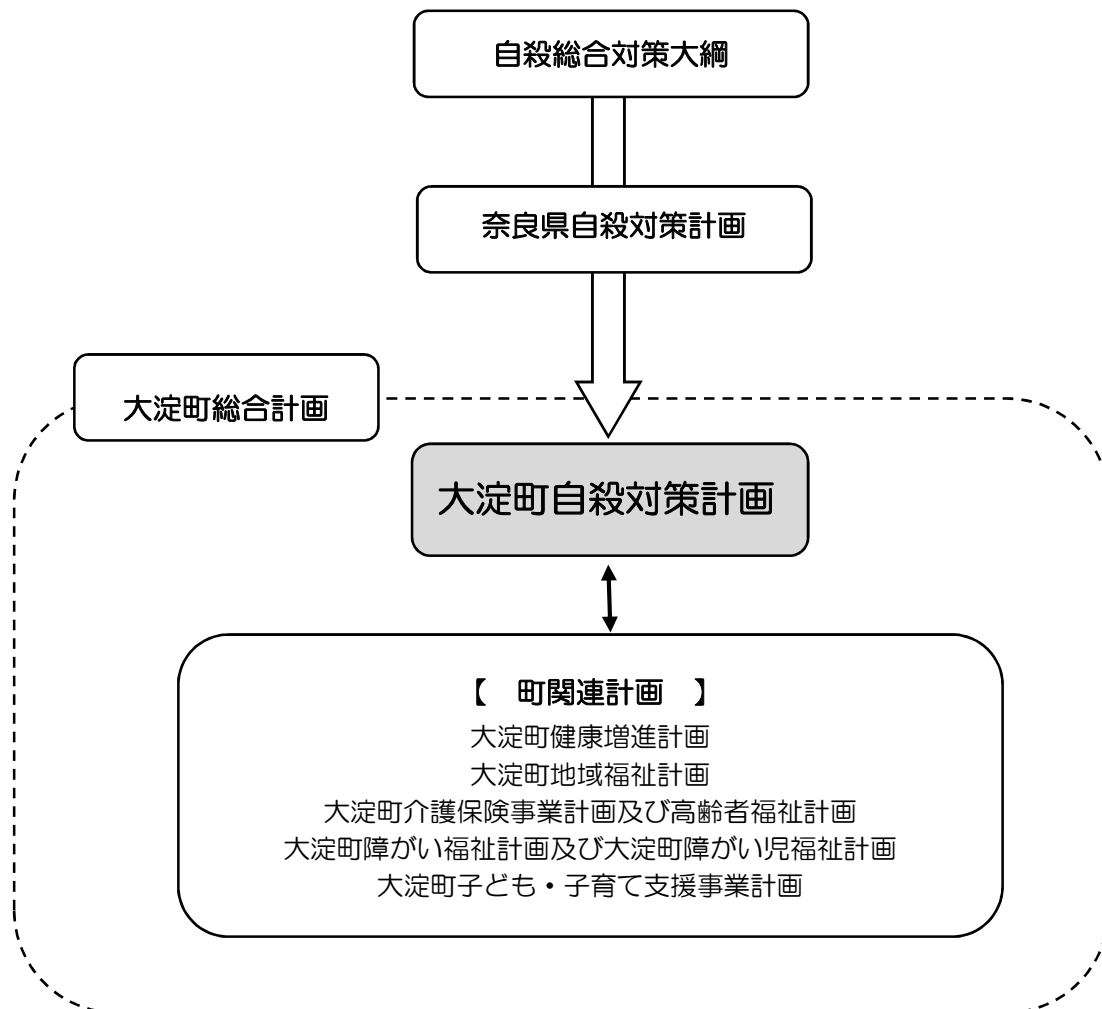 自殺総合対策大綱
奈良県自殺対策計画
大淀町総合計画
大淀町自殺対策計画
【　町関連計画　】
大淀町健康増進計画
大淀町地域福祉計画
大淀町介護保険事業計画及び高齢者福祉計画
大淀町障がい福祉計画及び大淀町障がい児福祉計画
大淀町子ども・子育て支援事業計画